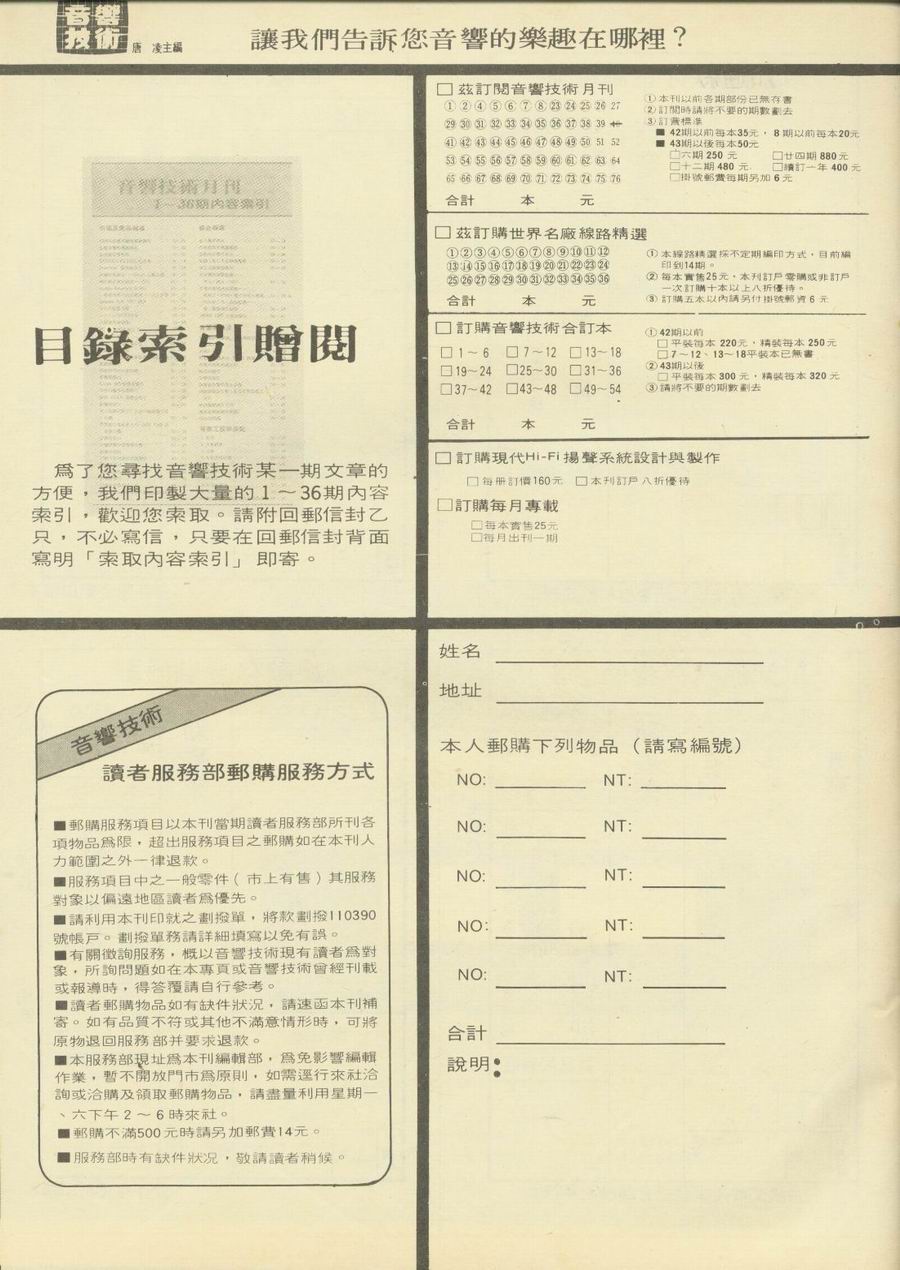 音響
技術
唐 凌主編
讓我們告訴您音響的樂趣在哪裡？
音響技術月刊
1～36期內容索引
目錄索引贈閱
為了您尋找音響技術某一期文章的
方便，我們印製大量的1～36期內容
索引，歡迎您索取。請附回郵信封乙
只，不必寫信，只要在回郵信封背面
寫明「索取內容索引」即寄。
□ 茲訂閱音響技術月刊
① ② ④ ⑤ ⑥ ⑦ ⑧ ㉓ ㉔ ㉕ 26 27
㉙ ㉚ ㉛ ㉜ ㉝ ㉞ ㉟ ㊱ ㊲ ㊳ 39 40
㊶ ㊷ ㊸ ㊹ ㊺ ㊻ ㊼ ㊽ ㊾ 50 51 52
53 54 55 56 57 58 59 60 61 62 63 64
65 66 67 68 69 70 71 72 73 74 75 76
合計 本 元
①本刊以前各期部份已無存書
②訂閱時請將不要的期數劃去
③訂費標準
■ 42期以前每本35元，8期以前每本20元
■ 43期以後每本50元
□六期 250 元 □廿四期 880 元
□十二期 480 元 □續訂一年 400 元
□掛號郵費每期另加 6 元
□ 茲訂購世界名廠線路精選
①②③④⑤⑥⑦⑧⑨⑩⑪⑫
⑬⑭⑮⑯⑰⑱⑲⑳㉑㉒㉓㉔
㉕㉖㉗㉘㉙㉚㉛㉜㉝㉞㉟㊱
合計 本 元
①本線路精選採不定期編印方式，目前編
印到14期。
②每本實售25元，本刊訂戶零購或非訂戶
一次訂購十本以上八折優待。
③訂購五本以內請另付掛號郵資 6 元
□ 訂購音響技術合訂本
□ 1～6 □ 7～12 □ 13～18
□ 19～24 □ 25～30 □ 31～36
□ 37～42 □ 43～48 □ 49～54
合計 本 元
①42期以前
□ 平裝每本 220元，精裝每本 250元
□ 7～12、13～18平裝本已無書
②43期以後
□ 平裝每本 300 元，精裝每本 320 元
③請將不要的期數劃去
□ 訂購現代Hi-Fi揚聲系統設計與製作
□ 每冊訂價160元 □ 本刊訂戶八折優待
□訂購每月專載
□每本實售25元
□每月出刊一期
音響技術
讀者服務部郵購服務方式
■郵購服務項目以本刊當期讀者服務部所刊各
項物品為限，超出服務項目之郵購如在本刊人
力範圍之外一律退款。
■服務項目中之一般零件（市上有售）其服務
對象以偏遠地區讀者為優先。
■請利用本刊印就之劃撥單，將款劃撥110390
號帳戶。劃撥單務請詳細填寫以免有誤。
■有關徵詢服務，概以音響技術現有讀者為對
象，所詢問題如在本專頁或音響技術曾經刊載
或報導時，得答覆請自行參考。
■讀者郵購物品如有缺件狀況，請速函本刊補
寄。如有品質不符或其他不滿意情形時，可將
原物退回服務部并要求退款。
■本服務部現址為本刊編輯部，為免影響編輯
作業，暫不開放門市為原則，如需逕行來社洽
詢或洽購及領取郵購物品，請盡量利用星期一
、六下午 2～6 時來社。
■郵購不滿500元時請另加郵費14元。
■服務部時有缺件狀況，敬請讀者稍候。
姓名
地址
本人郵購下列物品（請寫編號）
NO: NT:
NO: NT:
NO: NT:
NO: NT:
NO: NT:
合計
說明：